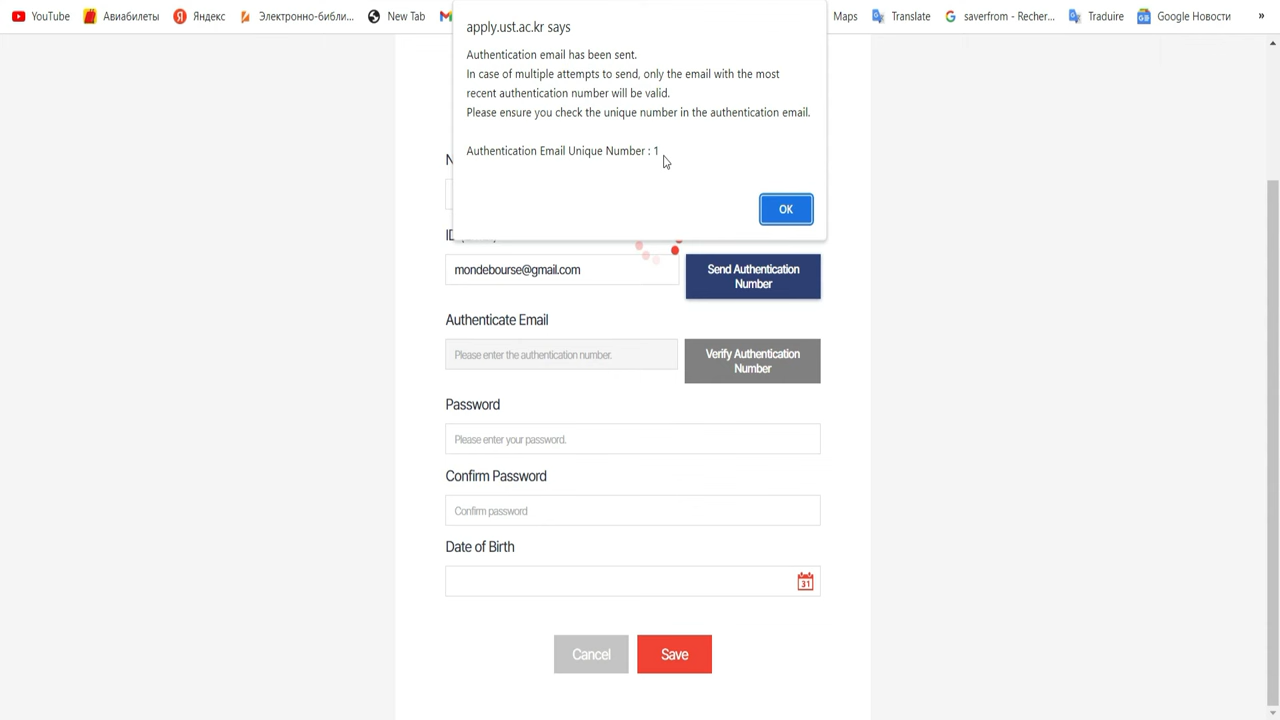 YouTube Авиабилеты Яндекс Электронно-библи... New Tab Maps Translate saverfrom - Recher... Traduire Google Новости »
apply.ust.ac.kr says
Authentication email has been sent.
In case of multiple attempts to send, only the email with the most
recent authentication number will be valid.
Please ensure you check the unique number in the authentication email.
Authentication Email Unique Number : 1
OK
mondebourse@gmail.com
Send Authentication
Number
Authenticate Email
Please enter the authentication number.
Verify Authentication
Number
Password
Please enter your password.
Confirm Password
Confirm password
Date of Birth
31
Cancel
Save